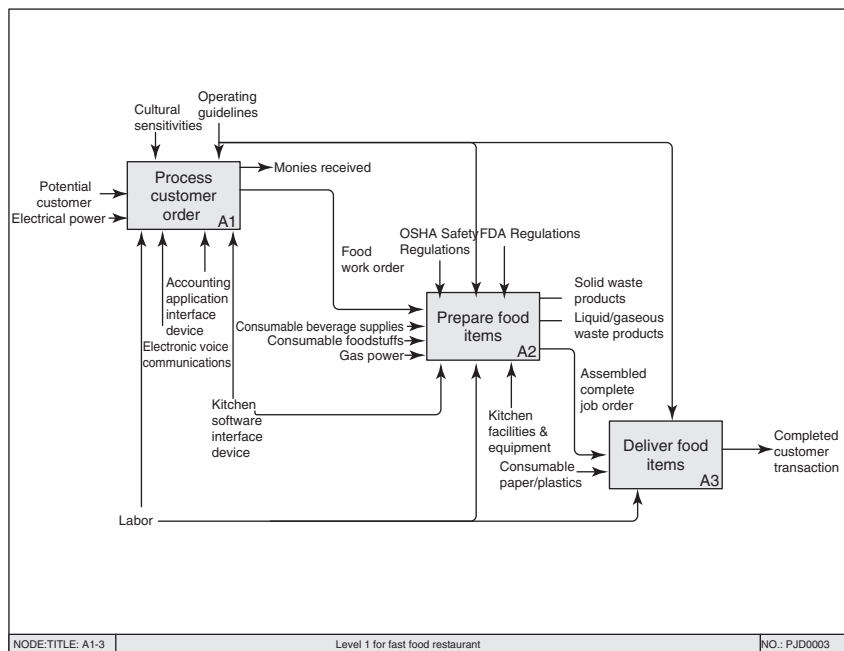 Operating
guidelines
Cultural
sensitivities
Monies received
Process
customer
order
A1
Potential
customer
Electrical power
OSHA Safety
Regulations
FDA Regulations
Food
work order
Accounting
application
interface
device
Electronic voice
communications
Solid waste
products
Liquid/gaseous
waste products
Prepare food
items
A2
Consumable beverage supplies
Consumable foodstuffs
Gas power
Assembled
complete
job order
Kitchen
software
interface
device
Kitchen
facilities &
equipment
Deliver food
items
A3
Completed
customer
transaction
Consumable
paper/plastics
Labor
NODE:TITLE: A1-3
Level 1 for fast food restaurant
NO.: PJD0003